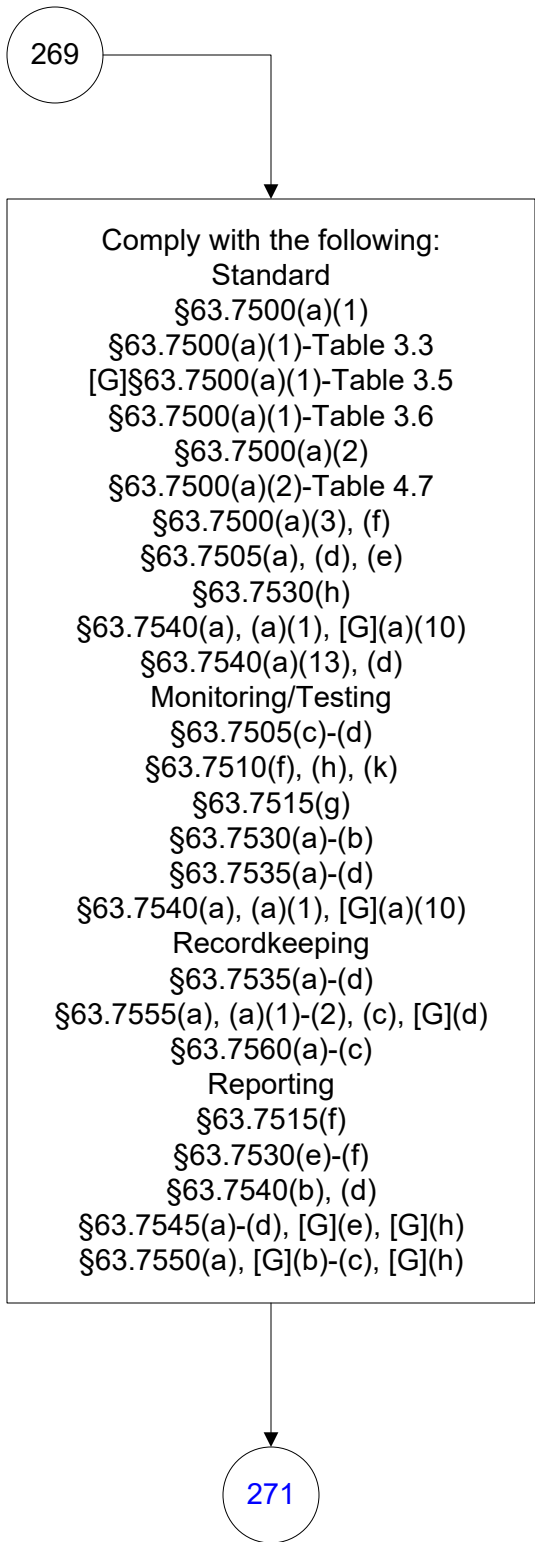 269
Comply with the following:
Standard
§63.7500(a)(1)
§63.7500(a)(1)-Table 3.3
[G]§63.7500(a)(1)-Table 3.5
§63.7500(a)(1)-Table 3.6
§63.7500(a)(2)
§63.7500(a)(2)-Table 4.7
§63.7500(a)(3), (f)
§63.7505(a), (d), (e)
§63.7530(h)
§63.7540(a), (a)(1), [G](a)(10)
§63.7540(a)(13), (d)
Monitoring/Testing
§63.7505(c)-(d)
§63.7510(f), (h), (k)
§63.7515(g)
§63.7530(a)-(b)
§63.7535(a)-(d)
§63.7540(a), (a)(1), [G](a)(10)
Recordkeeping
§63.7535(a)-(d)
§63.7555(a), (a)(1)-(2), (c), [G](d)
§63.7560(a)-(c)
Reporting
§63.7515(f)
§63.7530(e)-(f)
§63.7540(b), (d)
§63.7545(a)-(d), [G](e), [G](h)
§63.7550(a), [G](b)-(c), [G](h)
271